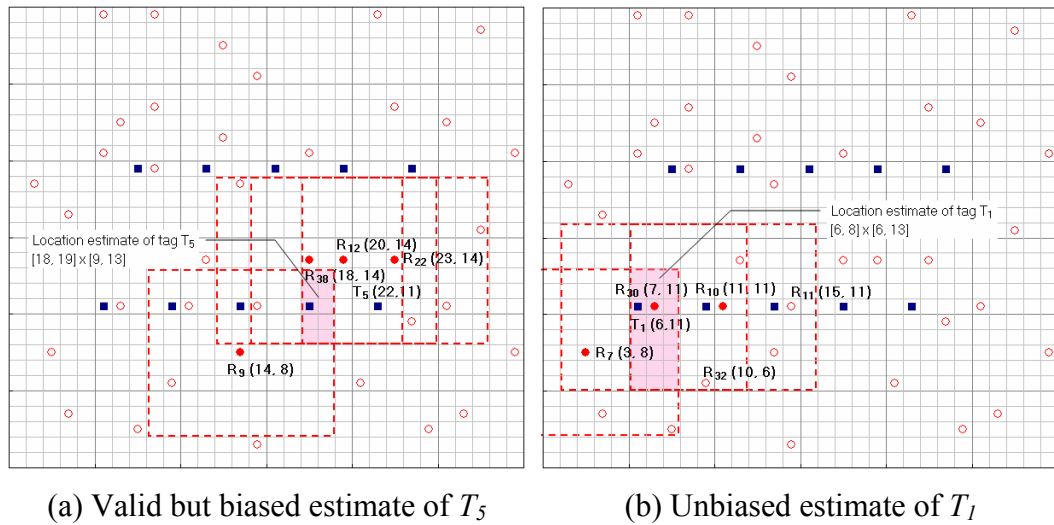 Location estimate of tag T5
[18, 19] x [9, 13]
R12 (20, 14)
R22 (23, 14)
R38 (18, 14)
T5 (22, 11)
R9 (14, 8)
(a) Valid but biased estimate of T5
Location estimate of tag T1
[6, 8] x [6, 13]
R30 (7, 11)
R10 (11, 11)
R11 (15, 11)
T1 (6,11)
R7 (3, 8)
R32 (10, 6)
(b) Unbiased estimate of T1